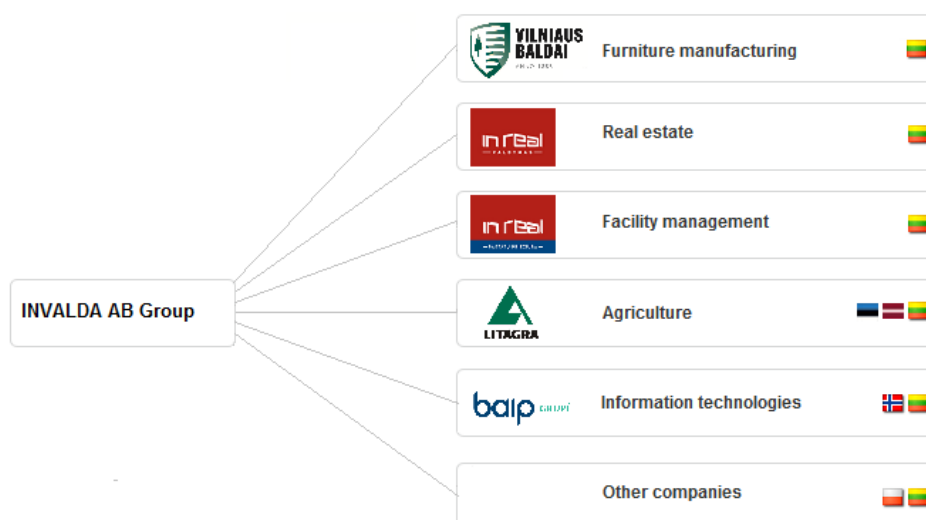 VILNIAUS
BALDAI
Furniture manufacturing
in real
Real estate
in real
Facility management
INVALDA AB Group
LITAGRA
Agriculture
baip
Information technologies
Other companies